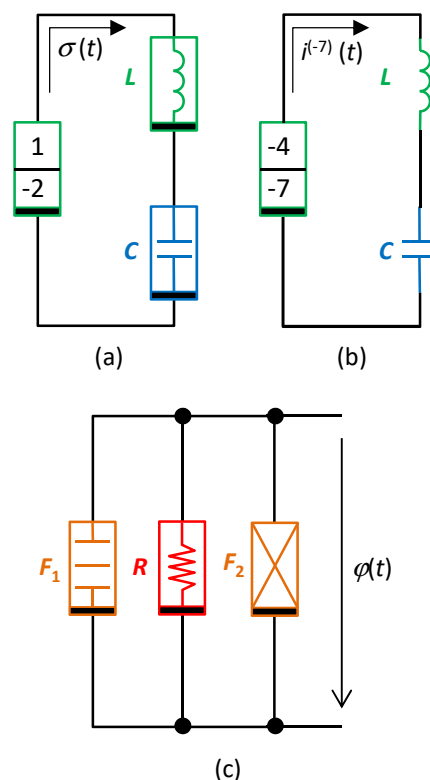 σ(t) L
1
-2
C
(a)
i(-7) (t) L
-4
-7
C
(b)
F1 R F2 φ(t)
(c)